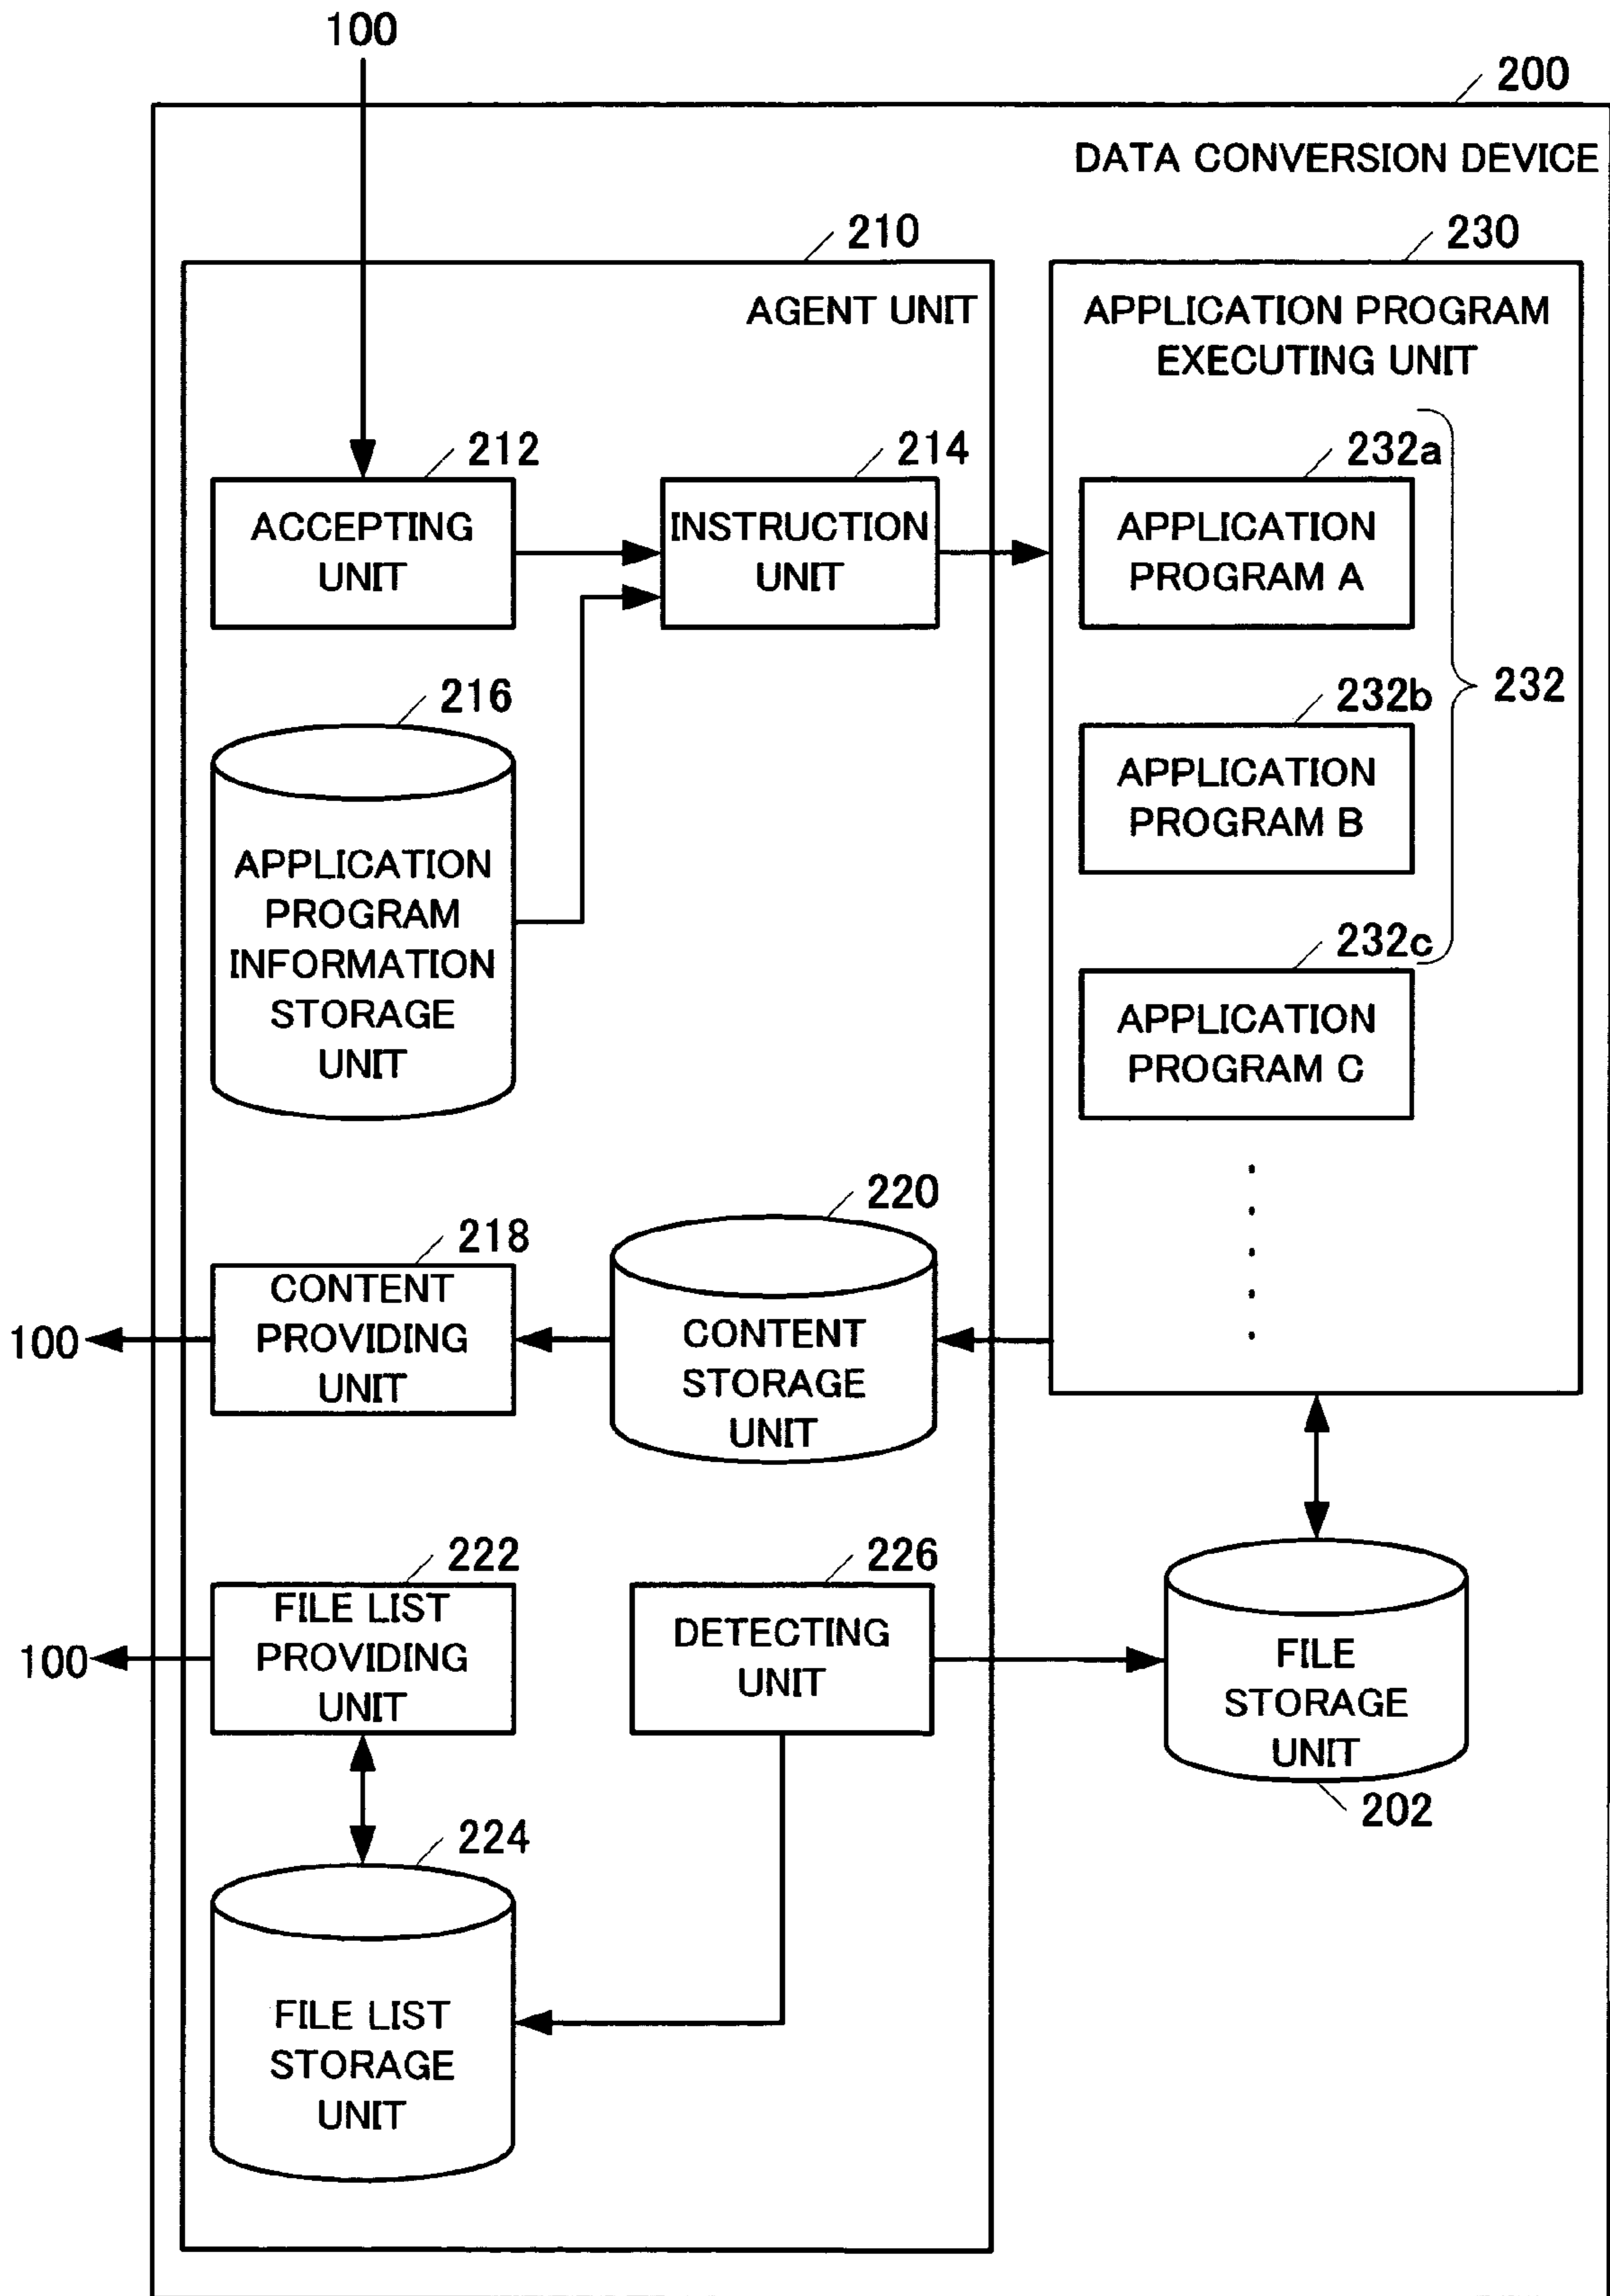 100
200
DATA CONVERSION DEVICE
210
AGENT UNIT
230
APPLICATION PROGRAM
EXECUTING UNIT
212
ACCEPTING
UNIT
214
INSTRUCTION
UNIT
232a
APPLICATION
PROGRAM A
232
216
APPLICATION
PROGRAM
INFORMATION
STORAGE
UNIT
232b
APPLICATION
PROGRAM B
232c
APPLICATION
PROGRAM C
218
CONTENT
PROVIDING
UNIT
100
220
CONTENT
STORAGE
UNIT
222
FILE LIST
PROVIDING
UNIT
100
226
DETECTING
UNIT
FILE
STORAGE
UNIT
202
224
FILE LIST
STORAGE
UNIT